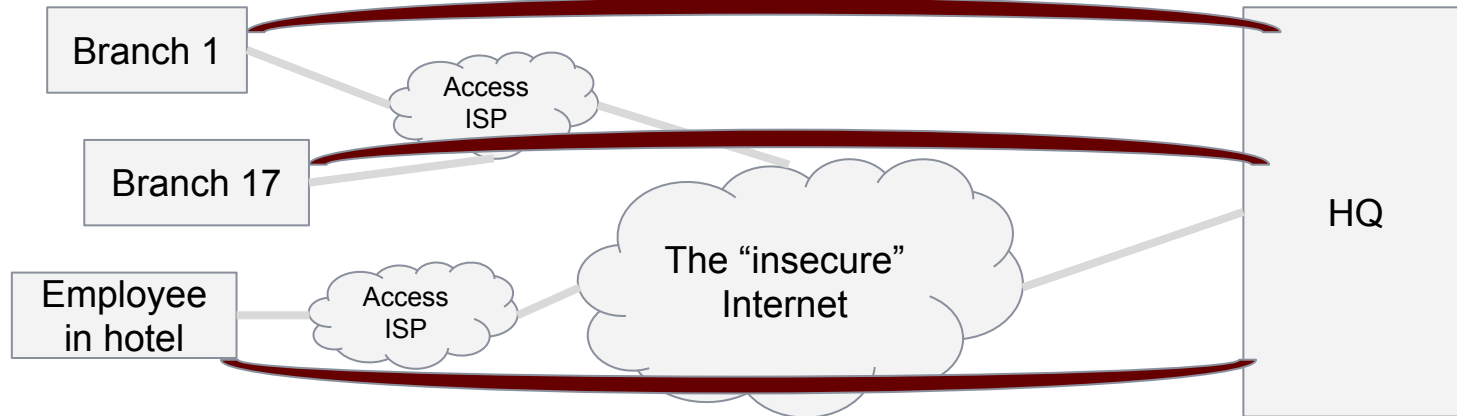 Branch 1
Access
ISP
Branch 17
The “insecure”
Internet
HQ
Employee
in hotel
Access
ISP